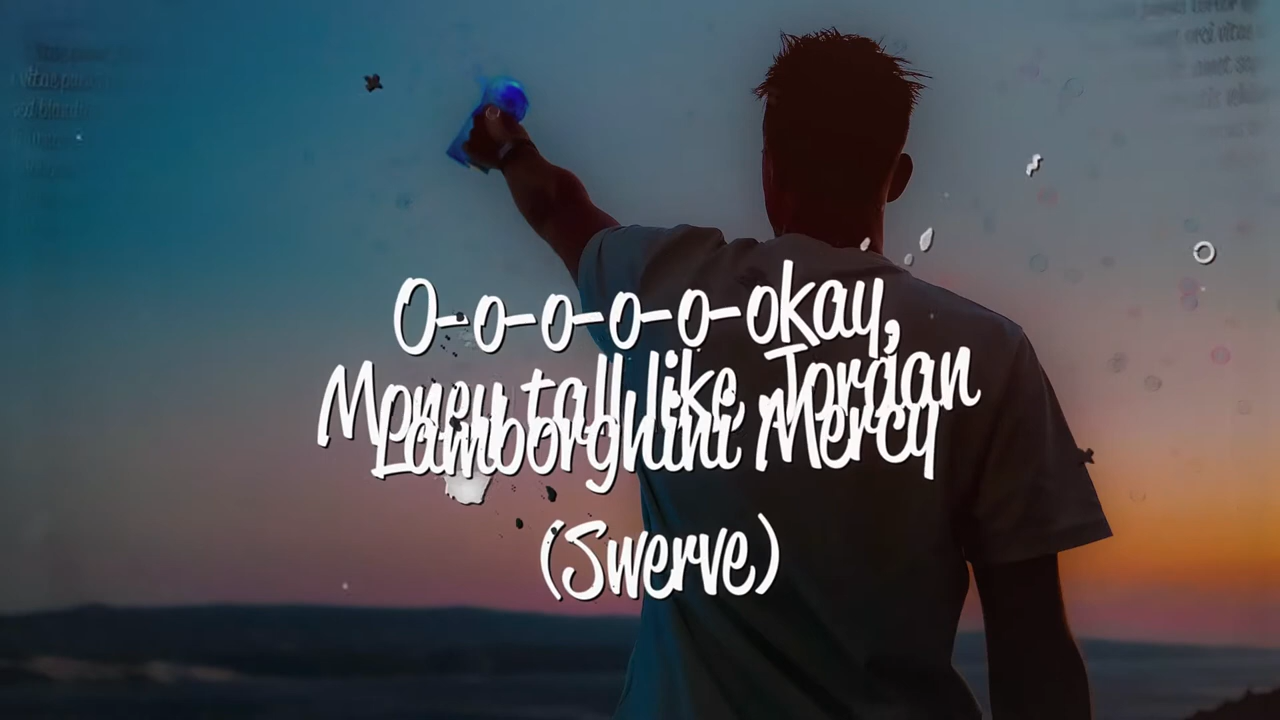 O-o-o-o-o-okay,
Money tall like Jordan
Lamborghini Mercy
(Swerve)